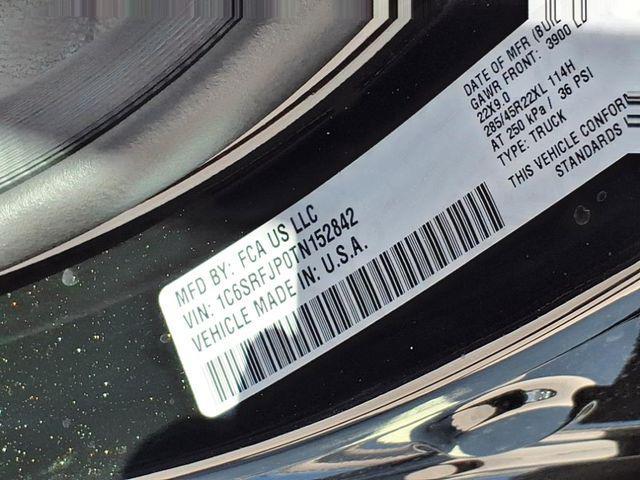 MFD BY: FCA US LLC
VIN: 1C6SRFJP0TN152842
VEHICLE MADE IN: U.S.A.
DATE OF MFR (BUIL
GAWR FRONT: 3900 L
22X9.0
285/45R22XL 114H
AT 250 kPa / 36 PSI
TYPE: TRUCK
THIS VEHICLE CONFOR
STANDARDS